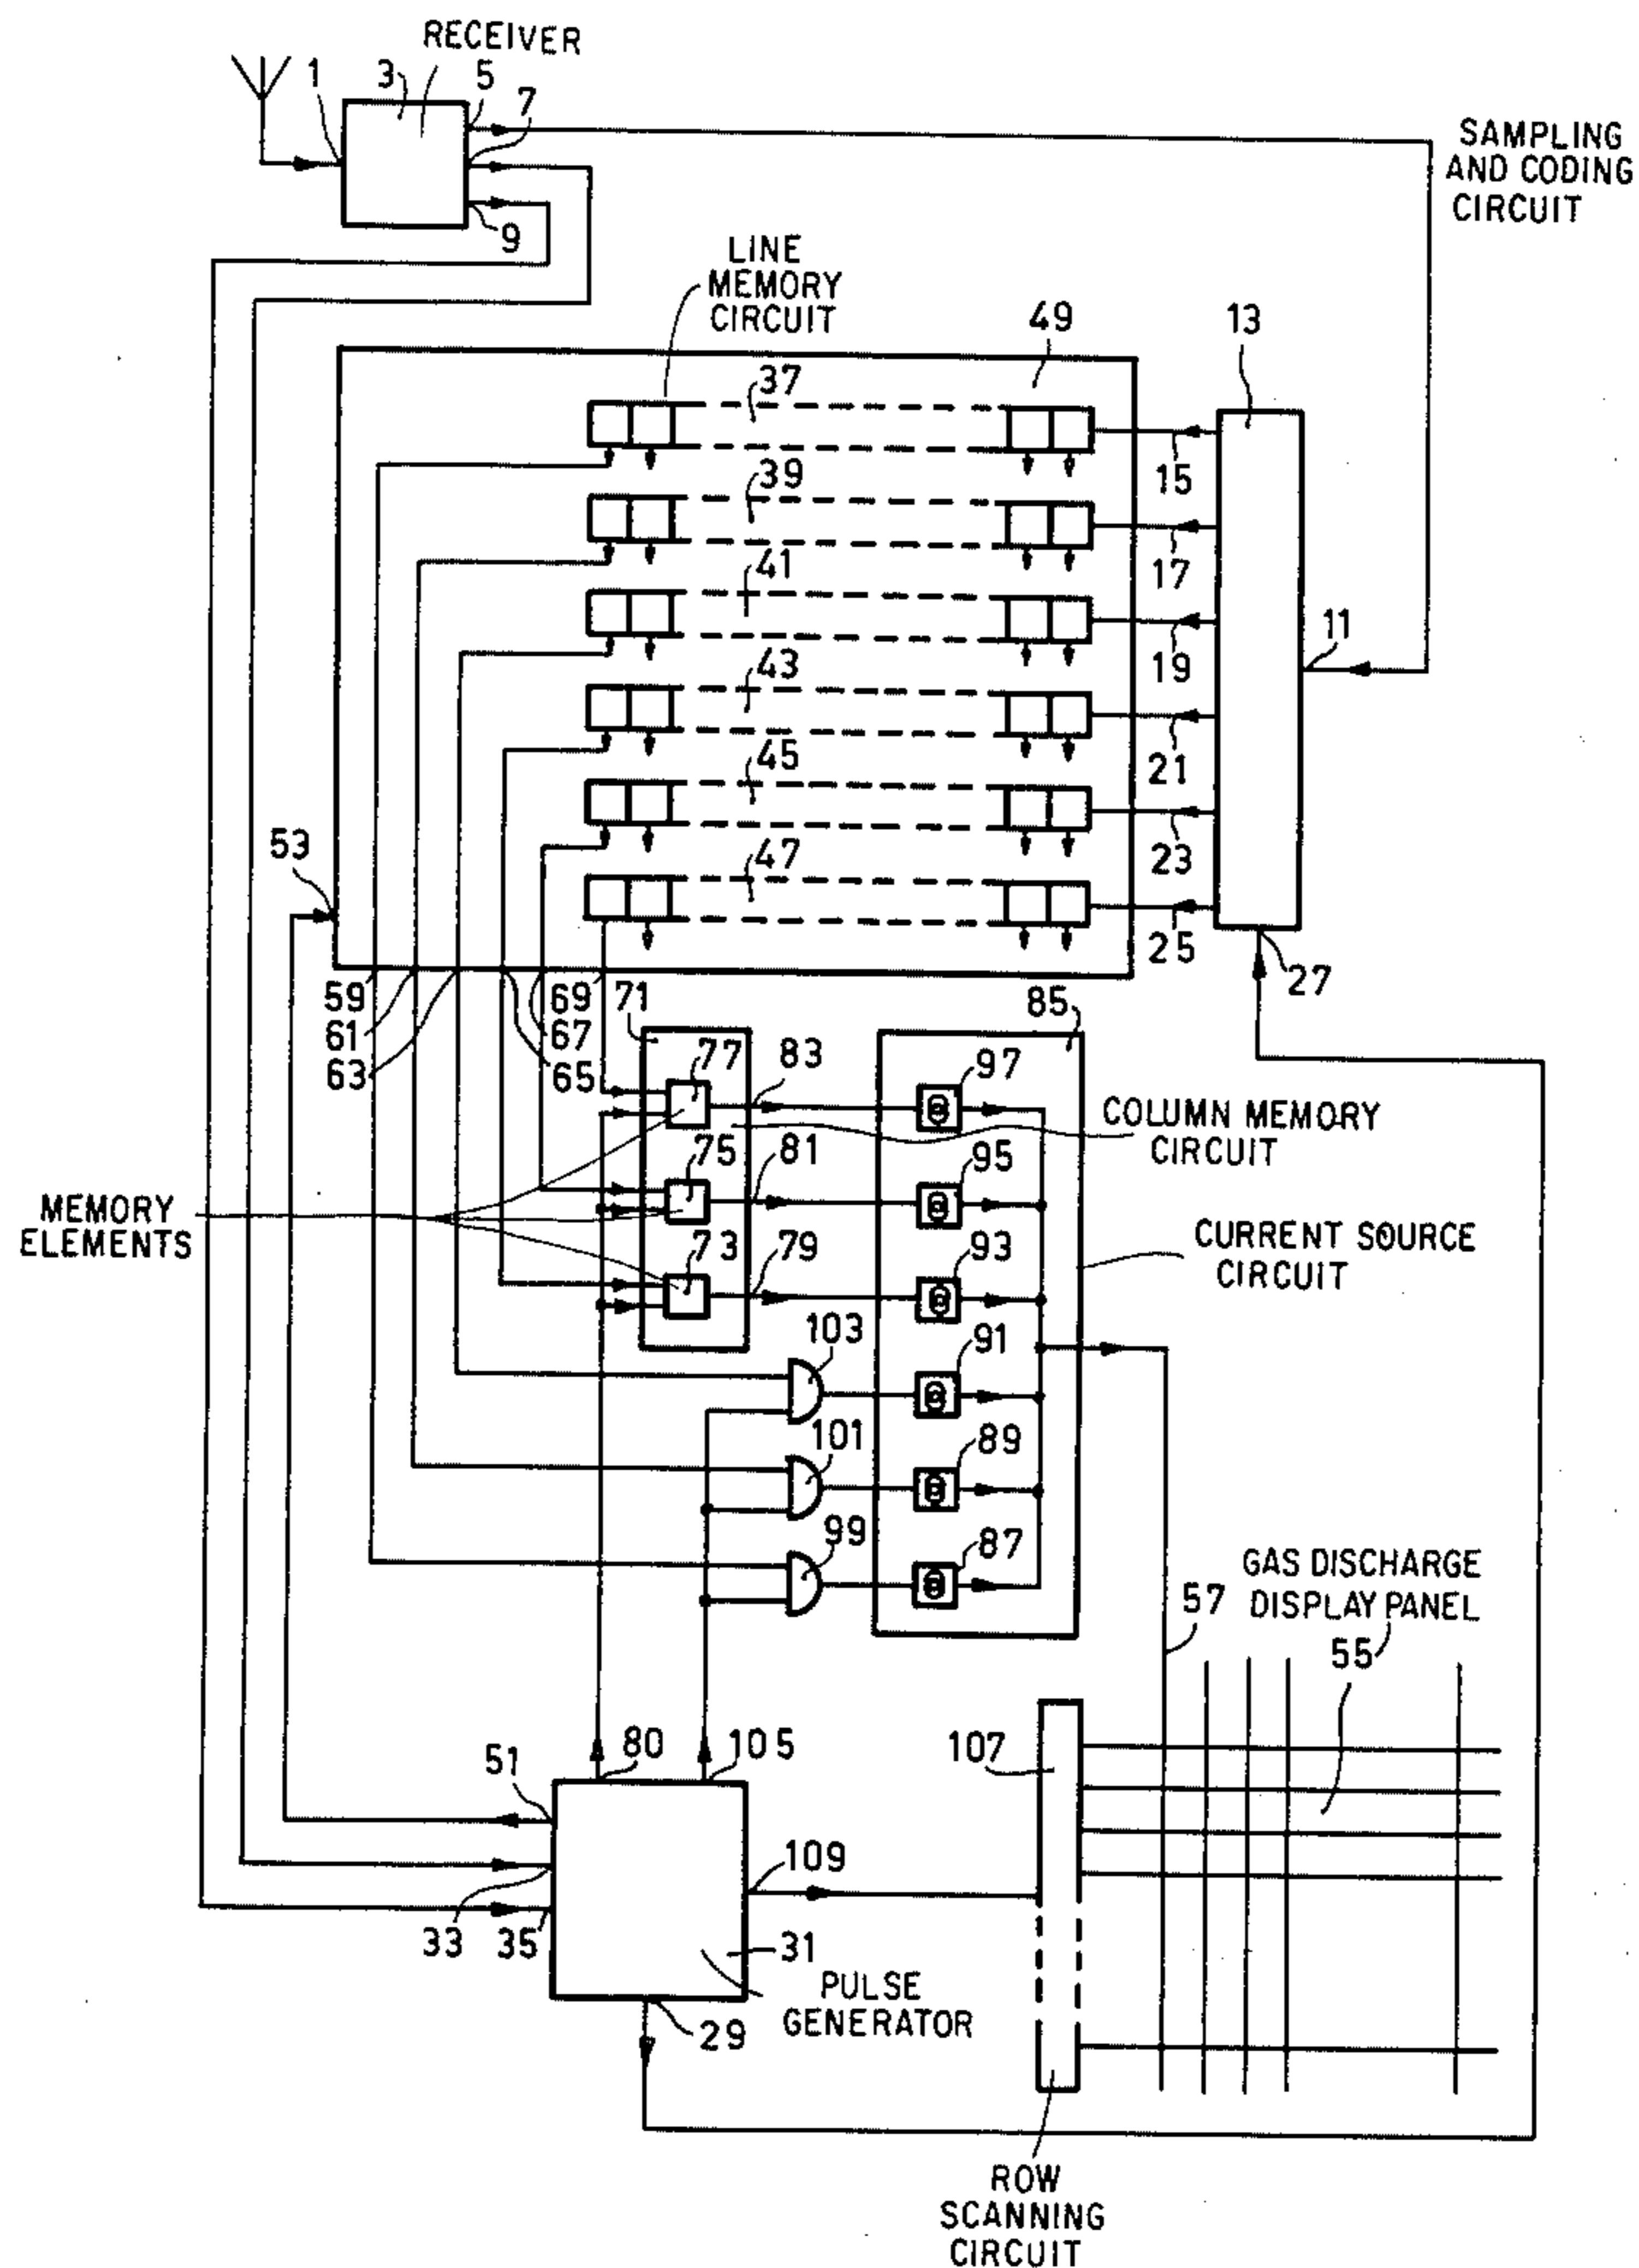 RECEIVER
1
3
5
7
9
SAMPLING
AND CODING
CIRCUIT
LINE
MEMORY
CIRCUIT
49
13
37
15
39
17
41
11
19
43
21
45
23
53
47
25
27
59
61
63
69
67
65
71
85
77
83
97
COLUMN MEMORY
CIRCUIT
75
81
95
MEMORY
ELEMENTS
73
79
93
CURRENT SOURCE
CIRCUIT
103
91
101
89
99
87
GAS DISCHARGE
DISPLAY PANEL
57
55
80
105
51
107
109
33
35
31
PULSE
GENERATOR
29
ROW
SCANNING
CIRCUIT